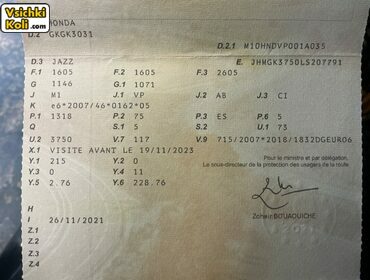 Vsichki
Koli.com
HONDA
D.2 GKGK3031
D.2.1 M10HNDVP001A035
D.3 JAZZ E JHMGK3750LS207791
F.1 1605 F.2 1605 F.3 2605
G 1146 G.1 1071
J M1 J.1 VP J.2 AB J.3 CI
K e6*2007/46*0162*05
P.1 1318 P.2 75 P.3 ES P.6 5
Q S.1 5 S.2 U.1 73
U.2 3750 V.7 117 V.9 715/2007*2018/1832DGEURO6
X.1 VISITE AVANT LE 19/11/2023
Y.1 215 Y.2 0 Pour le ministre et par délégation,
Le sous-directeur de la protection des usagers de la route
Y.3 0 Y.4 11
Y.5 2.76 Y.6 228.76
Zoheir BOUAOUICHE
H
I 26/11/2021
Z.1
Z.2
Z.3
Z.4